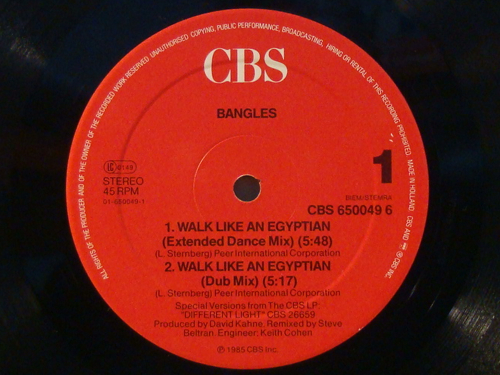 UNAUTHORISED COPYING, PUBLIC PERFORMANCE, BROADCASTING, HIRING OR RENTAL OF THIS RECORDING PROHIBITED
ALL RIGHTS OF THE PRODUCER AND OF THE OWNER OF THE RECORDED WORK RESERVED
CBS
BANGLES
STEREO
45 RPM
01-650049-1
1
BIEM/STEMRA
CBS 650049 6
MADE IN HOLLAND
1. WALK LIKE AN EGYPTIAN
(Extended Dance Mix) (5:48)
(L. Sternberg) Peer International Corporation
2. WALK LIKE AN EGYPTIAN
(Dub Mix) (5:17)
(L. Sternberg) Peer International Corporation
Special Versions from The CBS LP:
"DIFFERENT LIGHT" CBS 26659
Produced by David Kahne, Remixed by Steve
Beltran, Engineer; Keith Cohen
℗ 1985 CBS Inc.